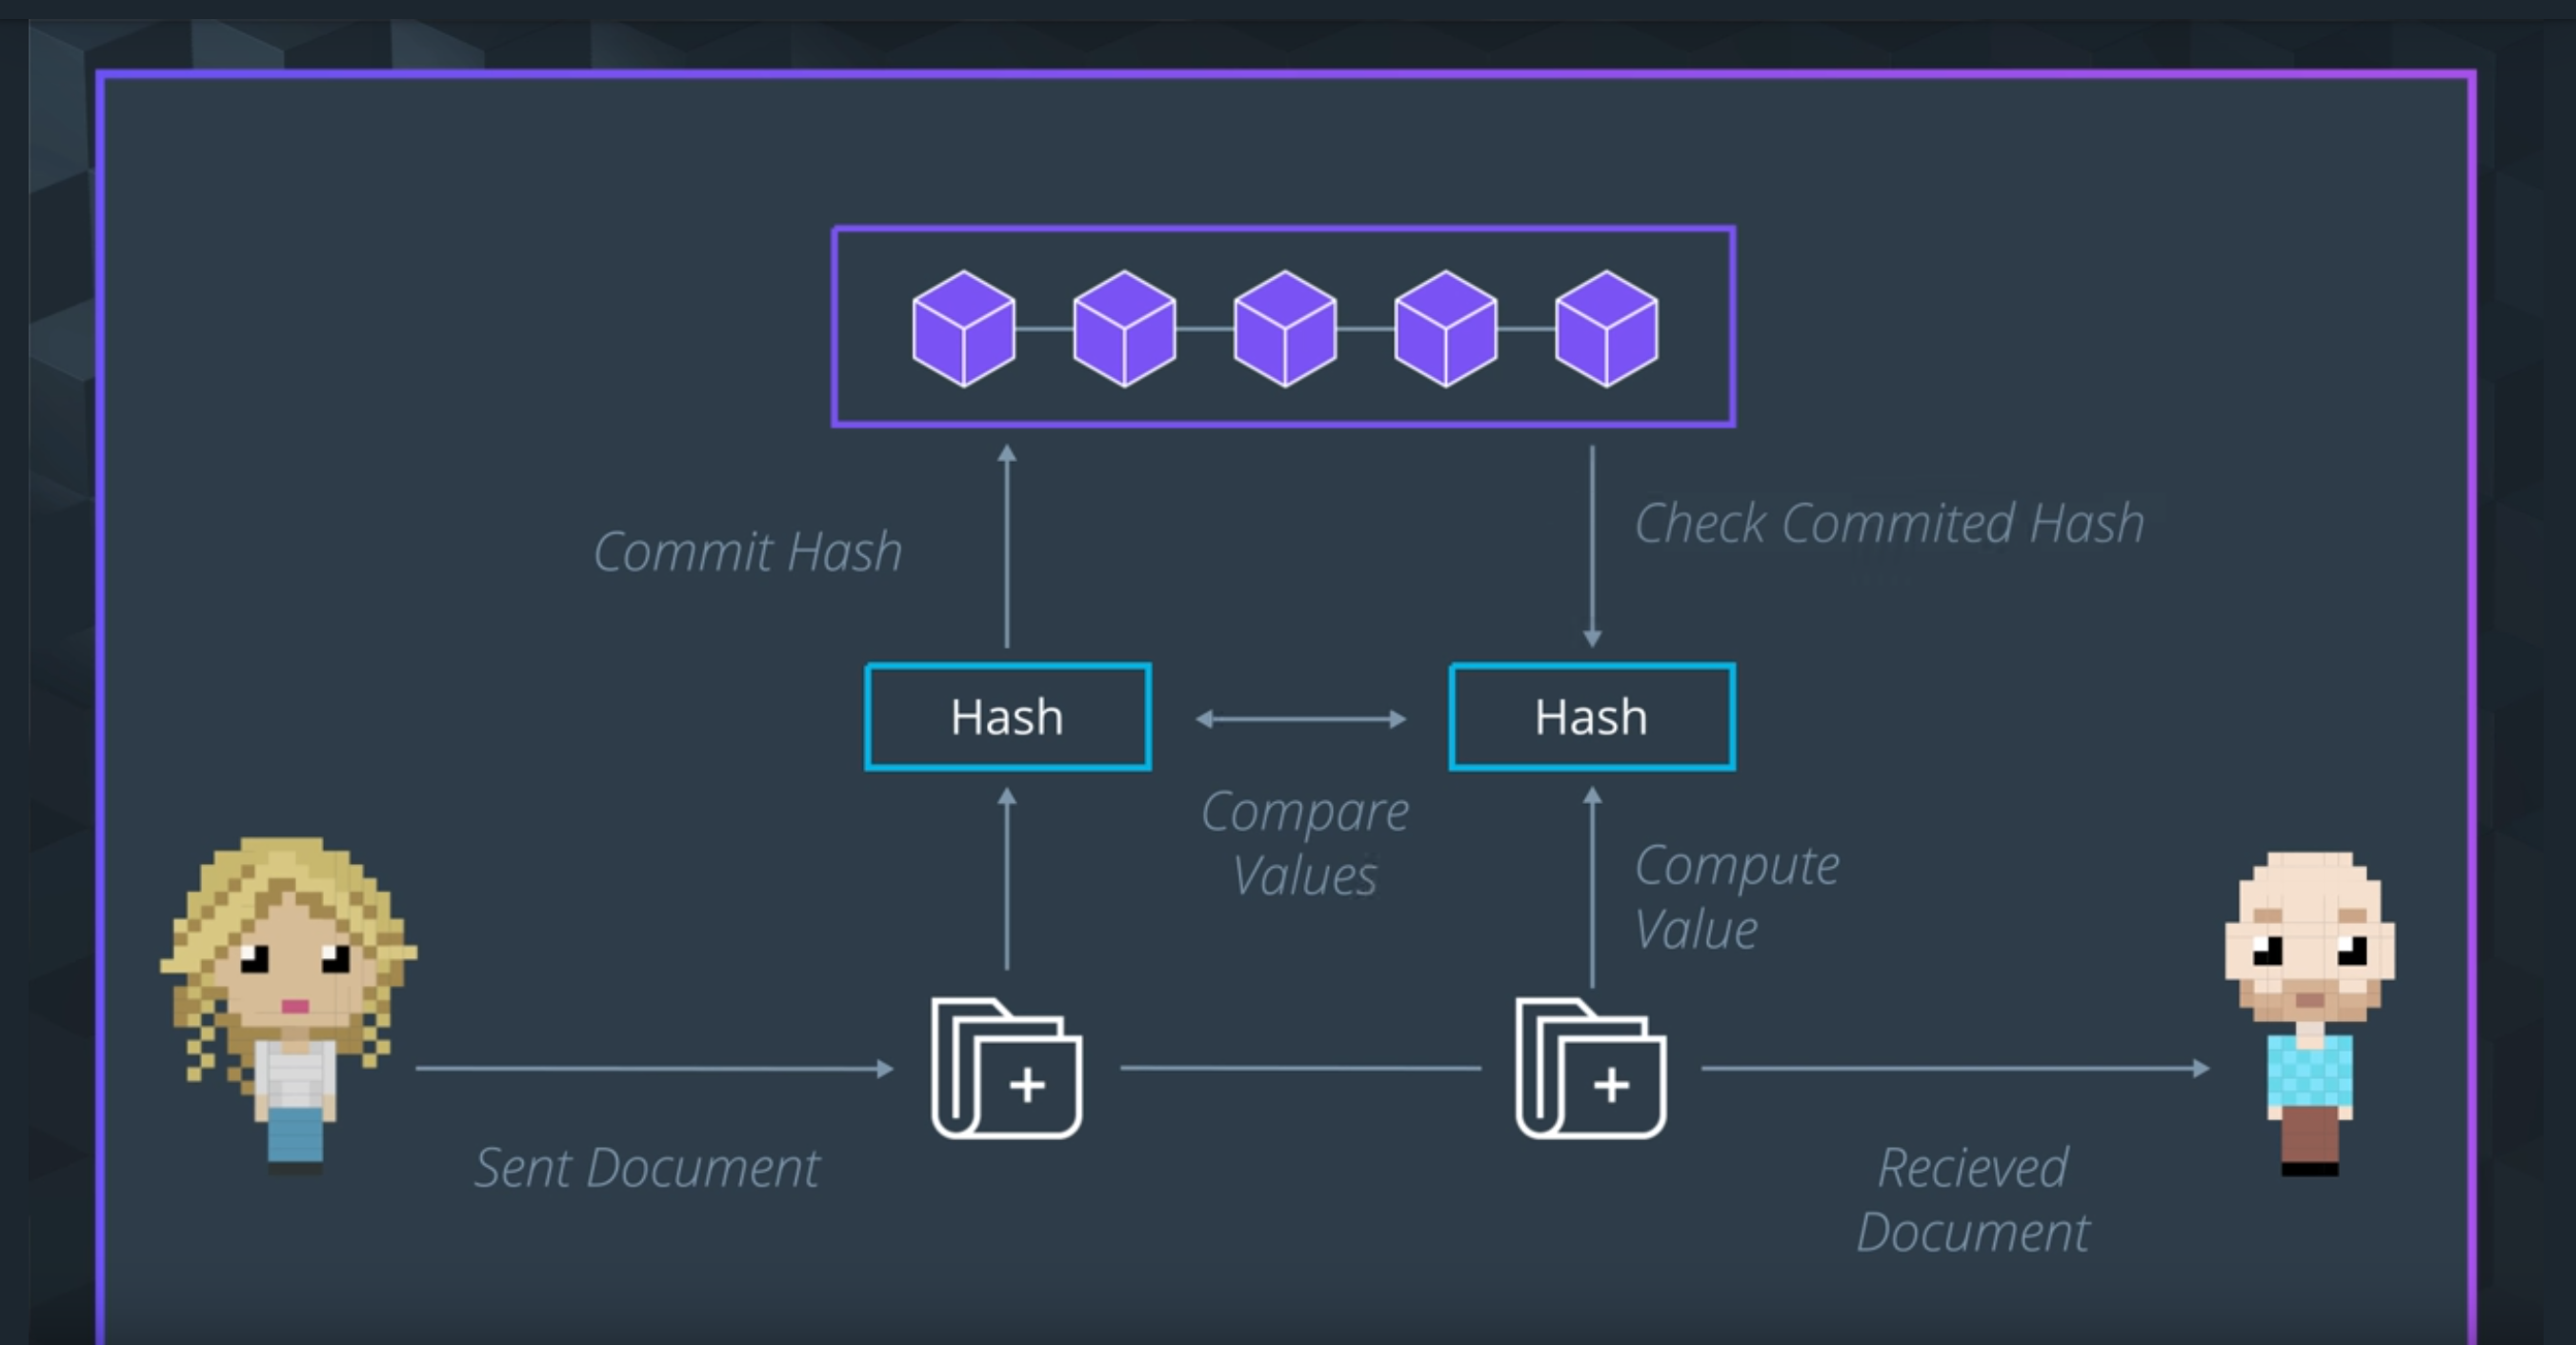 Commit Hash
Check Commited Hash
Hash
Hash
Compare
Values
Compute
Value
Sent Document
Recieved
Document